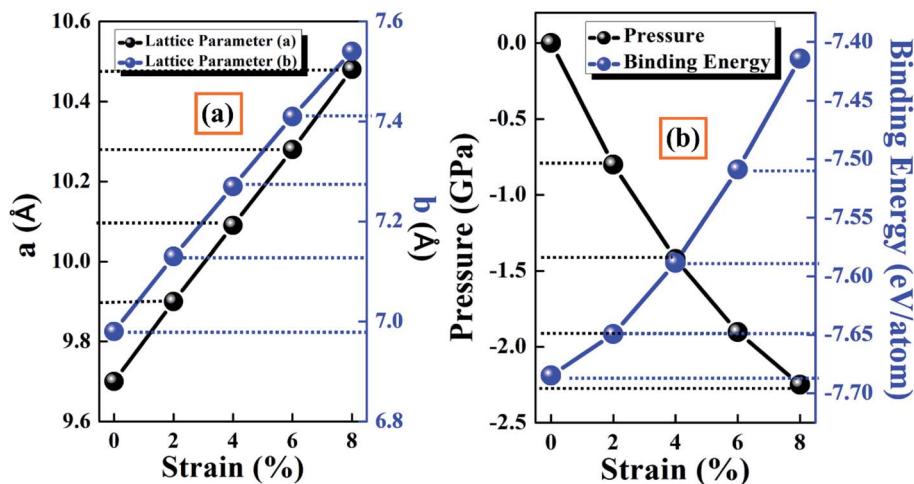 10.6
10.4
10.2
10.0
9.8
9.6
a (Å)
Lattice Parameter (a)
Lattice Parameter (b)
(a)
7.4
7.2
7.0
6.8
b (Å)
0 2 4 6 8
Strain (%)
0.0
-0.5
-1.0
-1.5
-2.0
-2.5
Pressure (GPa)
Pressure
Binding Energy
(b)
-7.40
-7.45
-7.50
-7.55
-7.60
-7.65
-7.70
Binding Energy (eV/atom)
0 2 4 6 8
Strain (%)